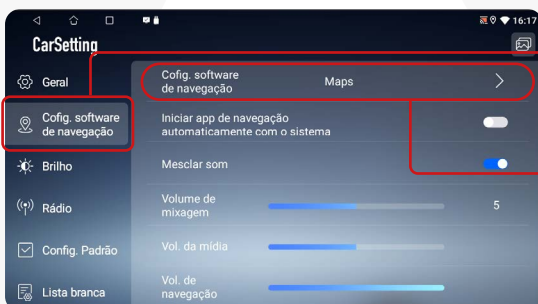 16:17
CarSetting
Geral
Cofig. software
de navegação
Brilho
Rádio
Config. Padrão
Lista branca
Cofig. software
de navegação
Maps
Iniciar app de navegação
automaticamente com o sistema
Mesclar som
Volume de
mixagem
5
Vol. da mídia
Vol. de
navegação